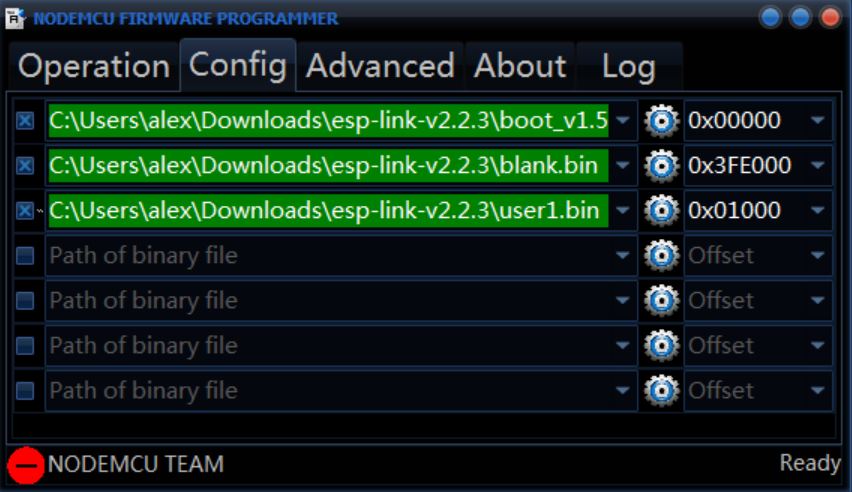 NODEMCU FIRMWARE PROGRAMMER
Operation Config Advanced About Log
C:\Users\alex\Downloads\esp-link-v2.2.3\boot_v1.5 0x00000
C:\Users\alex\Downloads\esp-link-v2.2.3\blank.bin 0x3FE000
C:\Users\alex\Downloads\esp-link-v2.2.3\user1.bin 0x01000
Path of binary file Offset
Path of binary file Offset
Path of binary file Offset
Path of binary file Offset
NODEMCU TEAM Ready